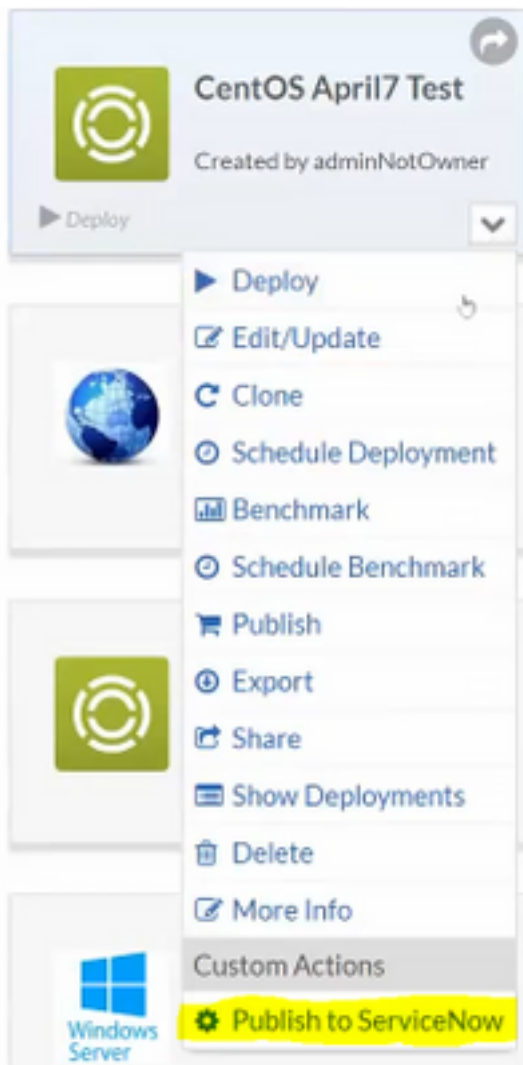 CentOS April7 Test
Created by adminNotOwner
Deploy
Deploy
Edit/Update
Clone
Schedule Deployment
Benchmark
Schedule Benchmark
Publish
Export
Share
Show Deployments
Delete
More Info
Custom Actions
Publish to ServiceNow
Windows
Server